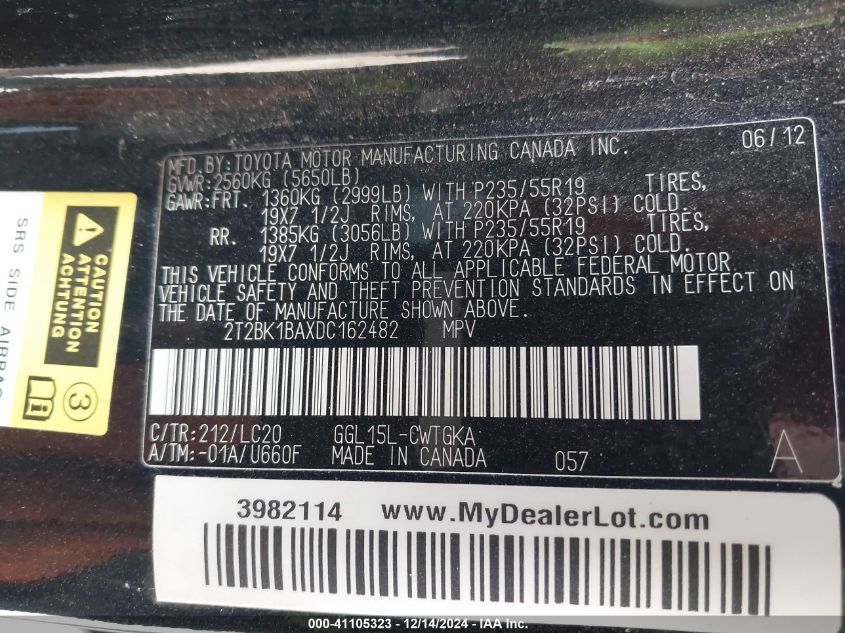 06/12
MFD.BY:TOYOTA MOTOR MANUFACTURING CANADA INC.
GVWR:2560KG (5650LB)
GAWR:FRT. 1360KG (2999LB) WITH P235/55R19 TIRES,
19X7 1/2J RIMS, AT 220KPA (32PSI) COLD.
RR. 1385KG (3056LB) WITH P235/55R19 TIRES,
19X7 1/2J RIMS, AT 220KPA (32PSI) COLD.
THIS VEHICLE CONFORMS TO ALL APPLICABLE FEDERAL MOTOR
VEHICLE SAFETY AND THEFT PREVENTION STANDARDS IN EFFECT ON
THE DATE OF MANUFACTURE SHOWN ABOVE.
2T2BK1BAXDC162482 MPV
C/TR:212/LC20 GGL15L-CWTGKA
A/TM:-01A/U660F MADE IN CANADA 057 A
CAUTION
ATTENTION
ACHTUNG
3
SRS SIDE AIRBAG
3982114 www.MyDealerLot.com
000-41105323 - 12/14/2024 - IAA Inc.